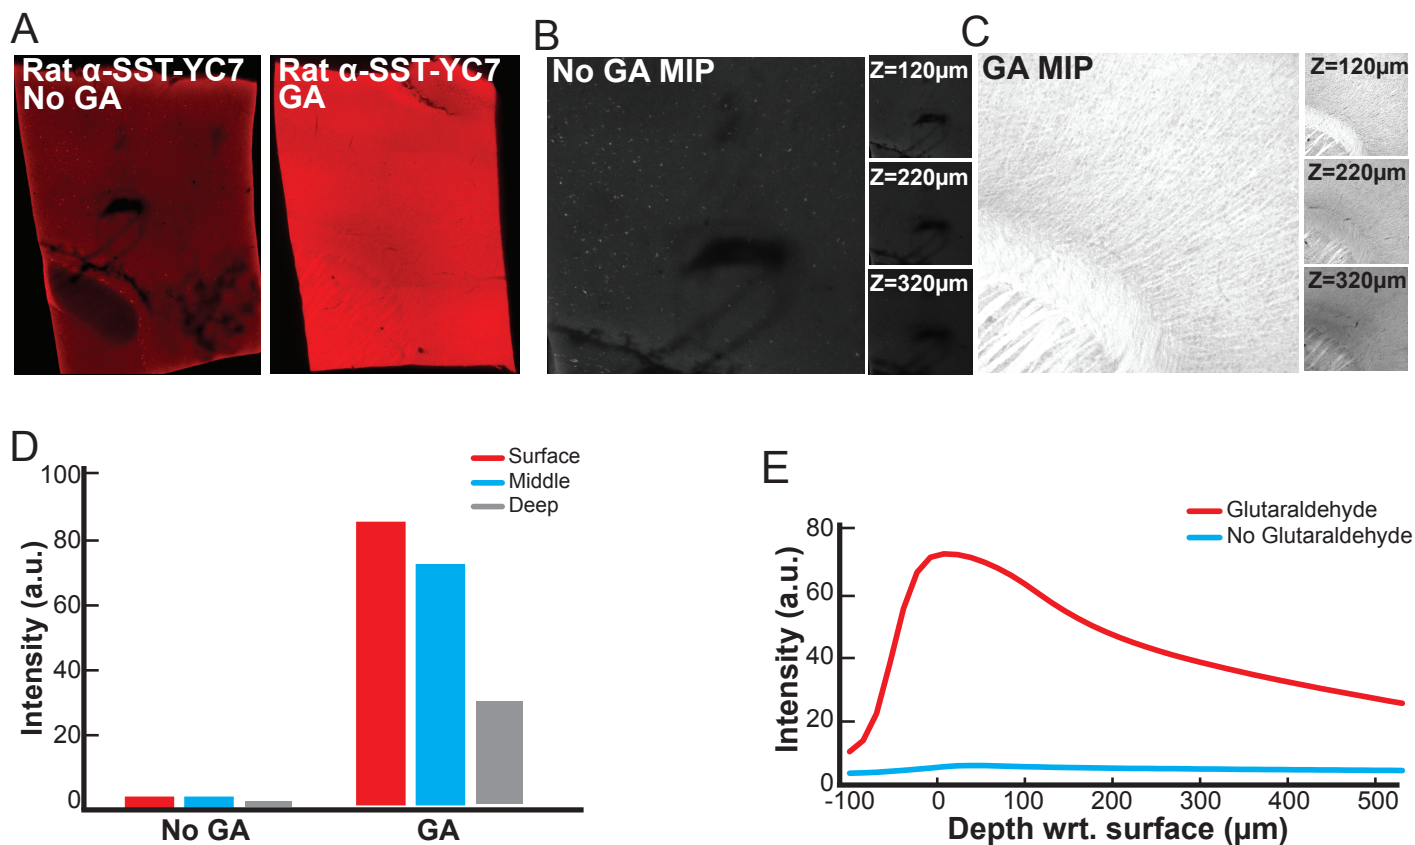 A
Rat α-SST-YC7
No GA
Rat α-SST-YC7
GA
B
No GA MIP
Z=120µm
Z=220µm
Z=320µm
C
GA MIP
Z=120µm
Z=220µm
Z=320µm
D
Intensity (a.u.)
100
80
60
40
20
0
Surface
Middle
Deep
No GA
GA
E
Intensity (a.u.)
80
60
40
20
0
Glutaraldehyde
No Glutaraldehyde
-100
0
100
200
300
400
500
Depth wrt. surface (µm)